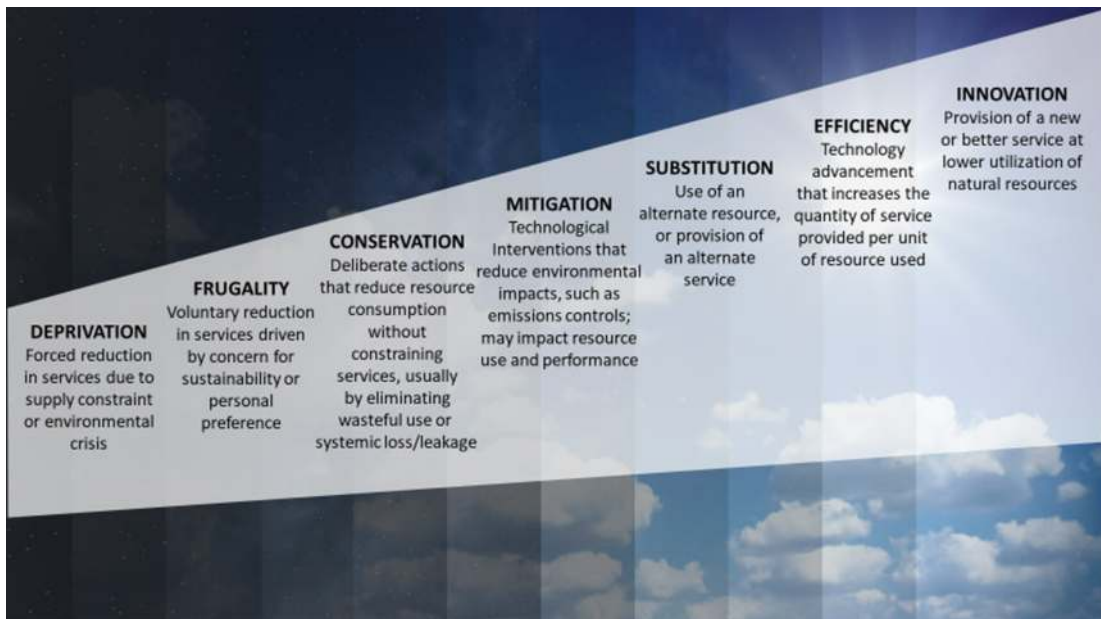 DEPRIVATION
Forced reduction
in services due to
supply constraint
or environmental
crisis
FRUGALITY
Voluntary reduction
in services driven
by concern for
sustainability or
personal
preference
CONSERVATION
Deliberate actions
that reduce resource
consumption
without
constraining
services, usually
by eliminating
wasteful use or
systemic loss/leakage
MITIGATION
Technological
Interventions that
reduce environmental
impacts, such as
emissions controls;
may impact resource
use and performance
SUBSTITUTION
Use of an
alternate resource,
or provision of
an alternate
service
EFFICIENCY
Technology
advancement
that increases the
quantity of service
provided per unit
of resource used
INNOVATION
Provision of a new
or better service at
lower utilization of
natural resources